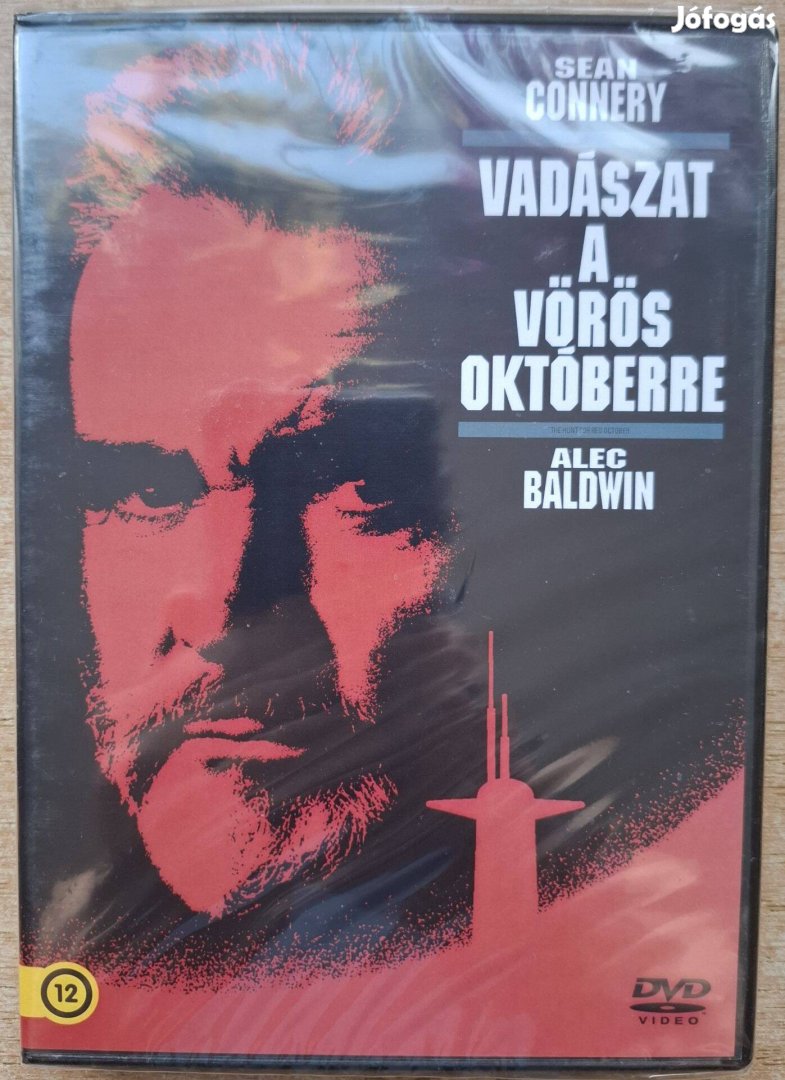 Jófogás
SEAN
CONNERY
VADÁSZAT
A
VÖRÖS
OKTÓBERRE
THE HUNT FOR RED OCTOBER
ALEC
BALDWIN
12
DVD
VIDEO